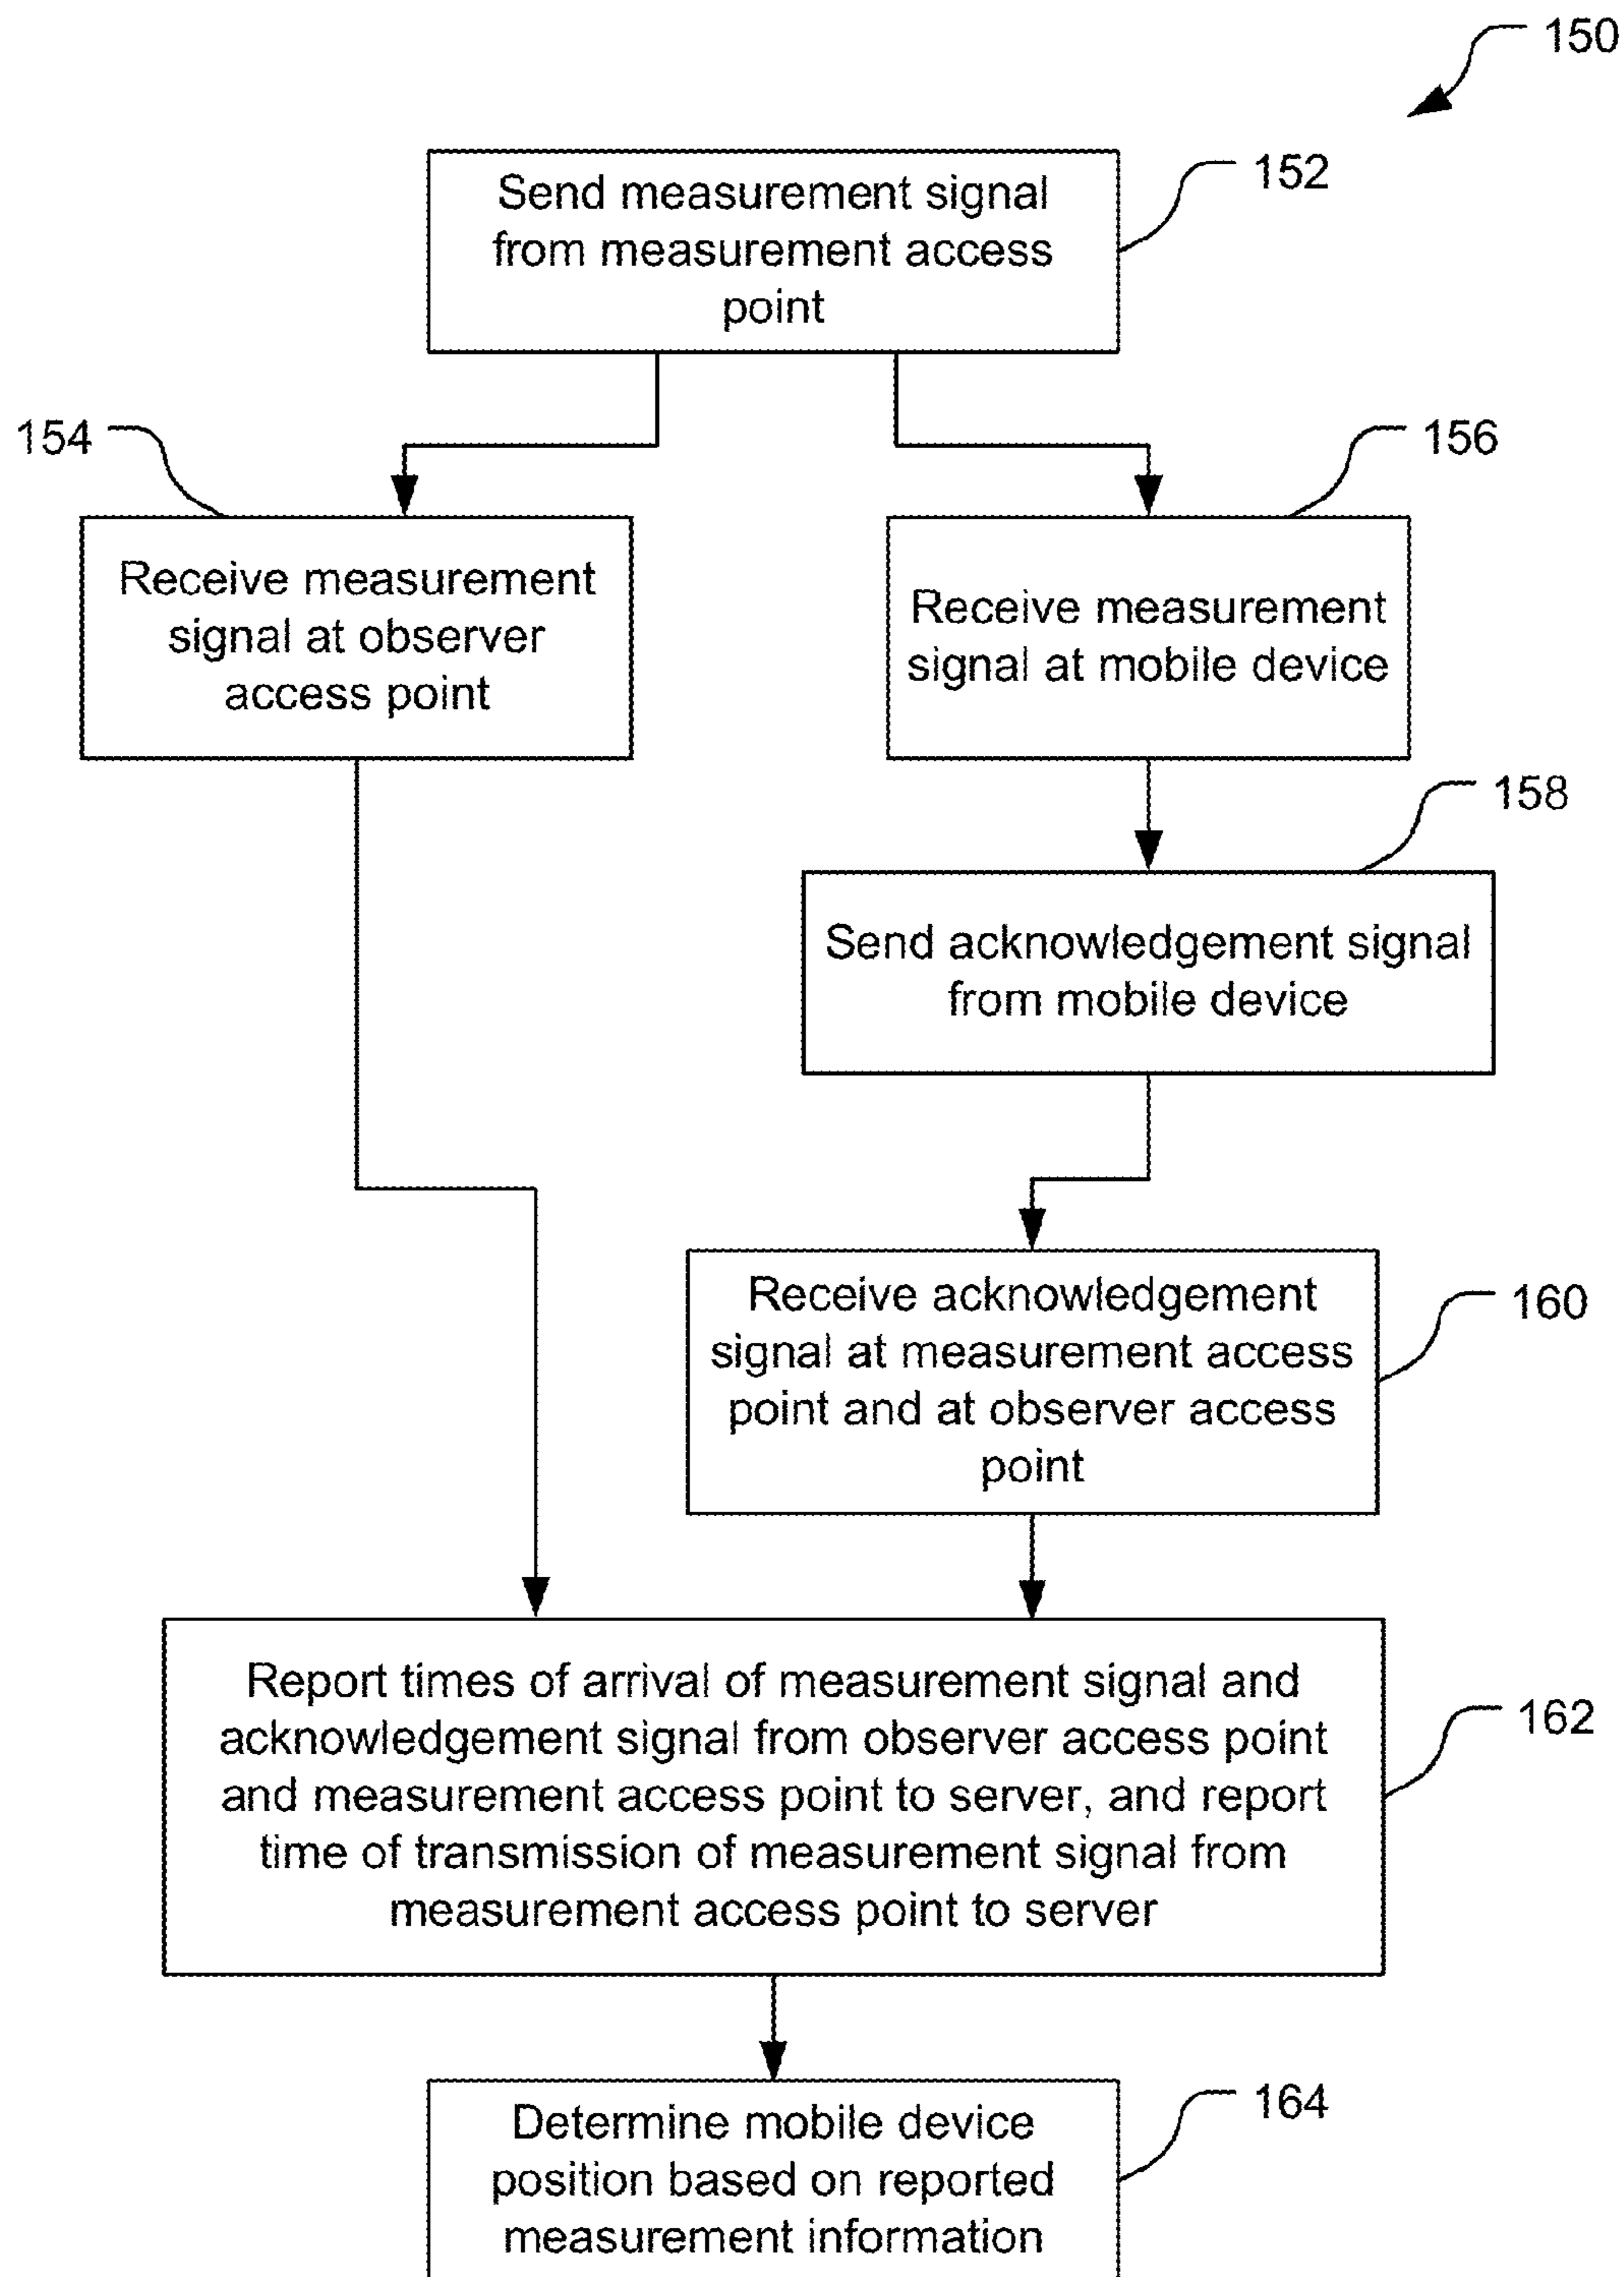 150
152
Send measurement signal
from measurement access
point
154
156
Receive measurement
signal at observer
access point
Receive measurement
signal at mobile device
158
Send acknowledgement signal
from mobile device
160
Receive acknowledgement
signal at measurement access
point and at observer access
point
162
Report times of arrival of measurement signal and
acknowledgement signal from observer access point
and measurement access point to server, and report
time of transmission of measurement signal from
measurement access point to server
164
Determine mobile device
position based on reported
measurement information